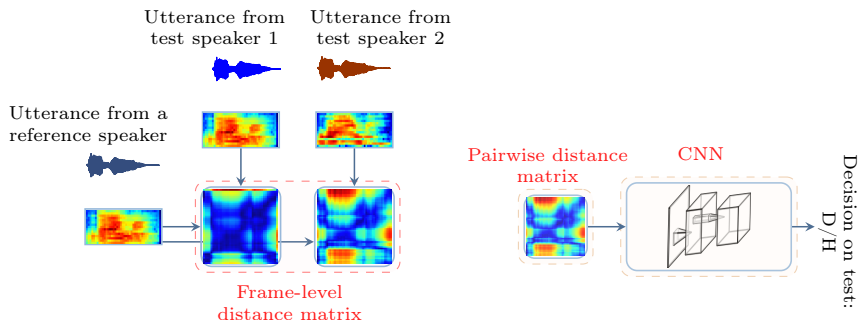 Utterance from
test speaker 1
Utterance from
test speaker 2
Utterance from a
reference speaker
Frame-level
distance matrix
Pairwise distance
matrix
CNN
Decision on test:
D/H